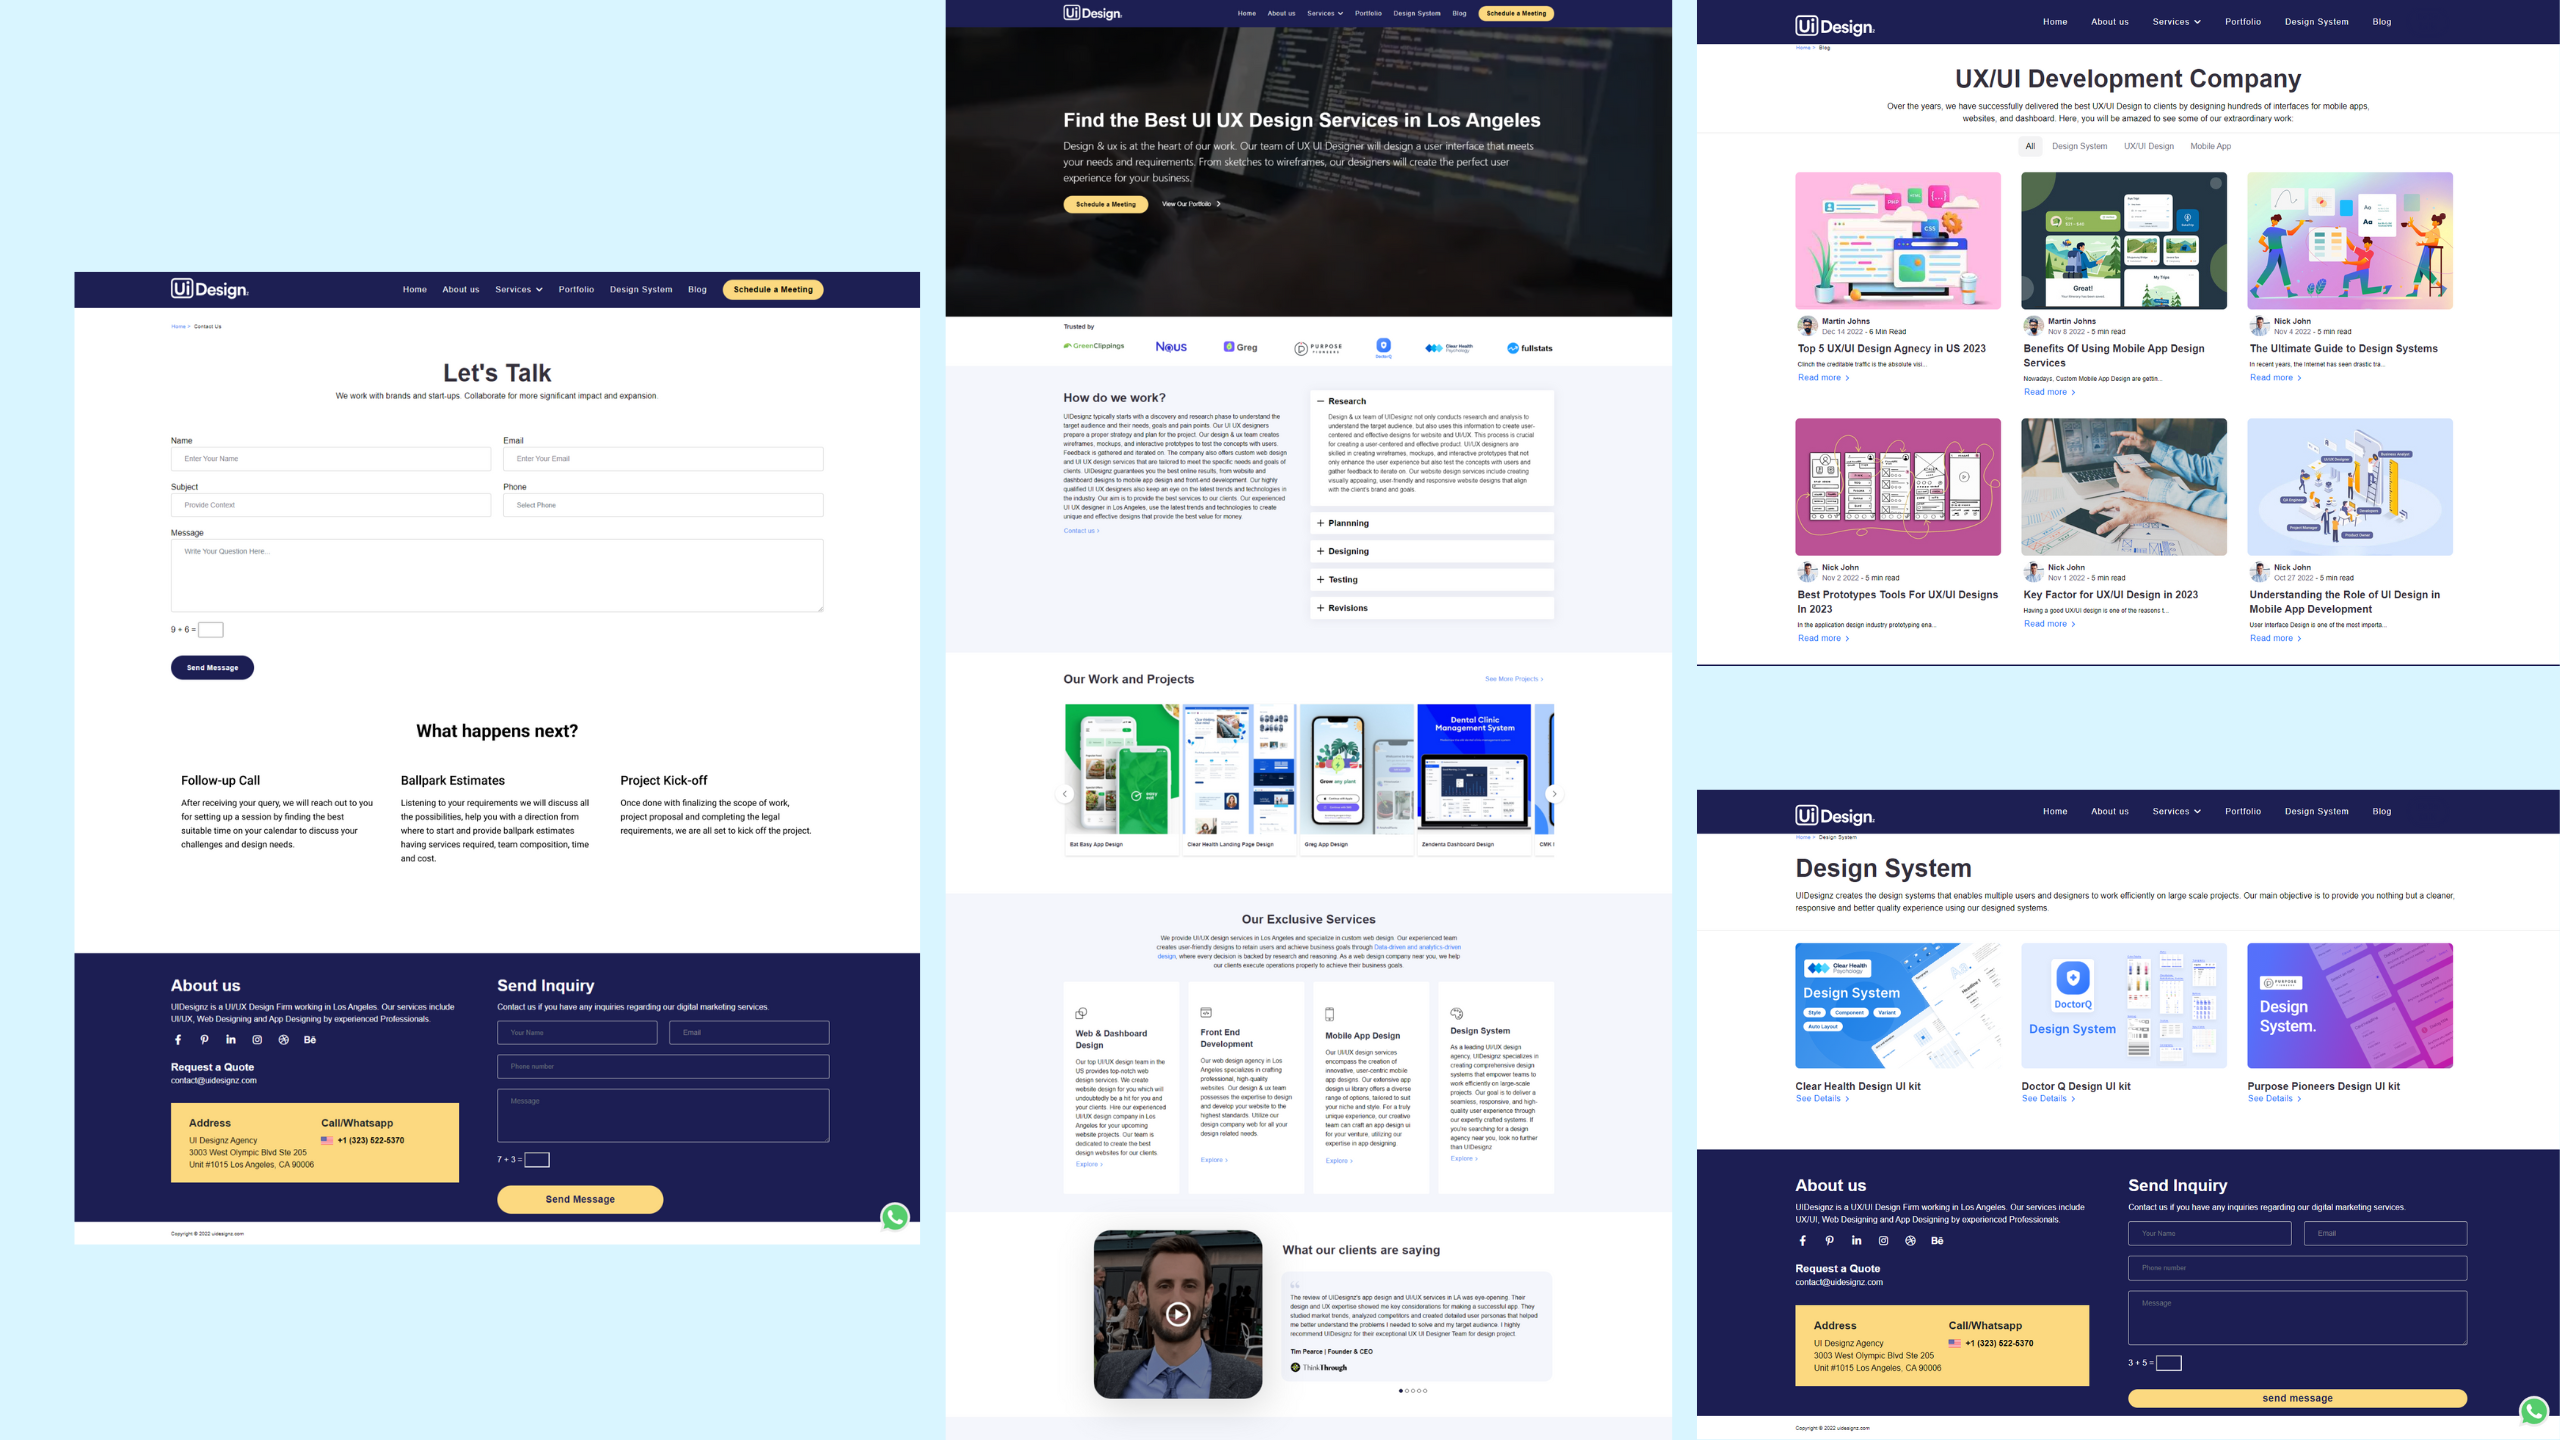 Ui Design.
Home
About us
Services
Portfolio
Design System
Blog
Schedule a Meeting
Home > Contact Us
Let's Talk
We work with brands and start-ups. Collaborate for more significant impact and expansion.
Name
Email
Enter Your Name
Enter Your Email
Subject
Phone
Provide Context
Select Phone
Message
Write Your Question Here...
9 + 6 =
Send Message
What happens next?
Follow-up Call
After receiving your query, we will reach out to you
for setting up a session by finding the best
suitable time on your calendar to discuss your
challenges and design needs.
Ballpark Estimates
Listening to your requirements we will discuss all
the possibilities, help you with a direction from
where to start and provide ballpark estimates
having services required, team composition, time
and cost.
Project Kick-off
Once done with finalizing the scope of work,
project proposal and completing the legal
requirements, we are all set to kick off the project.
About us
UIDesignz is a UI/UX Design Firm working in Los Angeles. Our services include
UI/UX, Web Designing and App Designing by experienced Professionals.
Bē
Request a Quote
contact@uidesignz.com
Address
UI Designz Agency
3003 West Olympic Blvd Ste 205
Unit #1015 Los Angeles, CA 90006
Call/Whatsapp
+1 (323) 522-5370
Send Inquiry
Contact us if you have any inquiries regarding our digital marketing services.
Your Name
Email
Phone number
Message
7 + 3 =
Send Message
Copyright © 2022 uidesignz.com
Ui Design.
Home
About us
Services
Portfolio
Design System
Blog
Schedule a Meeting
Find the Best UI UX Design Services in Los Angeles
Design & ux is at the heart of our work. Our team of UX UI Designer will design a user interface that meets
your needs and requirements. From sketches to wireframes, our designers will create the perfect user
experience for your business.
Schedule a Meeting
View Our Portfolio
Trusted by
GreenClippings
NQUS
Greg
PURPOSE
PIONEERS
DoctorQ
Clear Health
Psychology
fullstats
How do we work?
UIDesignz typically starts with a discovery and research phase to understand the
target audience and their needs, goals and pain points. Our UI UX designers
prepare a proper strategy and plan for the project. Our design & ux team creates
wireframes, mockups, and interactive prototypes to test the concepts with users.
Feedback is gathered and iterated on. The company also offers custom web design
and UI UX design services that are tailored to meet the specific needs and goals of
clients. UIDesignz guarantees you the best online results, from website and
dashboard designs to mobile app design and front-end development. Our highly
qualified UI UX designers also keep an eye on the latest trends and technologies in
the industry. Our aim is to provide the best services to our clients. Our experienced
UI UX designer in Los Angeles, use the latest trends and technologies to create
unique and effective designs that provide the best value for money.
Contact us >
Research
Design & ux team of UIDesignz not only conducts research and analysis to
understand the target audience, but also uses this information to create user-
centered and effective designs for website and UI/UX. This process is crucial
for creating a user-centered and effective product. UI/UX designers are
skilled in creating wireframes, mockups, and interactive prototypes that not
only enhance the user experience but also test the concepts with users and
gather feedback to iterate on. Our website design services include creating
visually appealing, user-friendly and responsive website designs that align
with the client's brand and goals.
Plannning
Designing
Testing
Revisions
Our Work and Projects
See More Projects >
easy
eat
Grow any plant
Dental Clinic
Management System
Eat Easy App Design
Clear Health Landing Page Design
Greg App Design
Zendenta Dashboard Design
CMK
Our Exclusive Services
We provide UI/UX design services in Los Angeles and specialize in custom web design. Our experienced team
creates user-friendly designs to retain users and achieve business goals through Data-driven and analytics-driven
design, where every decision is backed by research and reasoning. As a web design company near you, we help
our clients execute operations properly to achieve their business goals.
Web & Dashboard
Design
Our top UI/UX design team in the
US provides top-notch web
design services. We create
website design for you which will
undoubtedly be a hit for you and
your clients. Hire our experienced
UI/UX design company in Los
Angeles for your upcoming
website projects. Our team is
dedicated to create the best
design websites for our clients.
Explore >
Front End
Development
Our web design agency in Los
Angeles specializes in crafting
professional, high-quality
websites. Our design & ux team
possesses the expertise to design
and develop your website to the
highest standards. Utilize our
design company web for all your
design related needs.
Explore >
Mobile App Design
Our UI/UX design services
encompass the creation of
innovative, user-centric mobile
app designs. Our extensive app
design ui library offers a diverse
range of options, tailored to suit
your niche and style. For a truly
unique experience, our creative
team can craft an app design ui
for your venture, utilizing our
expertise in app designing.
Explore >
Design System
As a leading UI/UX design
agency, UIDesignz specializes in
creating comprehensive design
systems that empower teams to
work efficiently on large-scale
projects. Our goal is to deliver a
seamless, responsive, and high-
quality user experience through
our expertly crafted systems. If
you're searching for a design
agency near you, look no further
than UIDesignz
Explore >
What our clients are saying
The review of UIDesignz's app design and UI/UX services in LA was eye-opening. Their
design and UX expertise showed me key considerations for making a successful app. They
studied market trends, analyzed competitors and created detailed user personas that helped
me better understand the problems I needed to solve and my target audience. I highly
recommend UIDesignz for their exceptional UX UI Designer Team for design project.
Tim Pearce | Founder & CEO
ThinkThrough
Ui Design.
Home
About us
Services
Portfolio
Design System
Blog
Home > Blog
UX/UI Development Company
Over the years, we have successfully delivered the best UX/UI Design to clients by designing hundreds of interfaces for mobile apps,
websites, and dashboard. Here, you will be amazed to see some of our extraordinary work:
All
Design System
UX/UI Design
Mobile App
PHP
CSS
{...}
Great!
My Trips
Aa
Aa
Martin Johns
Dec 14 2022 - 6 Min Read
Top 5 UX/UI Design Agnecy in US 2023
Clinch the creditable traffic is the absolute visi...
Read more >
Martin Johns
Nov 8 2022 - 5 min read
Benefits Of Using Mobile App Design
Services
Nowadays, Custom Mobile App Design are gettin...
Read more >
Nick John
Nov 4 2022 - 5 min read
The Ultimate Guide to Design Systems
In recent years, the Internet has seen drastic tra...
Read more >
UX/UI Designer
Business Analyst
QA Engineer
Developers
Project Manager
Product Owner
Nick John
Nov 2 2022 - 5 min read
Best Prototypes Tools For UX/UI Designs
In 2023
In the application design industry prototyping ena...
Read more >
Nick John
Nov 1 2022 - 5 min read
Key Factor for UX/UI Design in 2023
Having a good UX/UI design is one of the reasons t...
Read more >
Nick John
Oct 27 2022 - 5 min read
Understanding the Role of UI Design in
Mobile App Development
User Interface Design is one of the most importa...
Read more >
Ui Design.
Home
About us
Services
Portfolio
Design System
Blog
Home > Design System
Design System
UIDesignz creates the design systems that enables multiple users and designers to work efficiently on large scale projects. Our main objective is to provide you nothing but a cleaner,
responsive and better quality experience using our designed systems.
Clear Health
Psychology
Design System
Style
Component
Variant
Auto Layout
Headline 1
DoctorQ
Design System
PURPOSE
Design
System.
Clear Health Design UI kit
See Details >
Doctor Q Design UI kit
See Details >
Purpose Pioneers Design UI kit
See Details >
About us
UIDesignz is a UX/UI Design Firm working in Los Angeles. Our services include
UX/UI, Web Designing and App Designing by experienced Professionals.
Bē
Request a Quote
contact@uidesignz.com
Address
UI Designz Agency
3003 West Olympic Blvd Ste 205
Unit #1015 Los Angeles, CA 90006
Call/Whatsapp
+1 (323) 522-5370
Send Inquiry
Contact us if you have any inquiries regarding our digital marketing services.
Your Name
Email
Phone number
Message
3 + 5 =
send message
Copyright © 2022 uidesignz.com